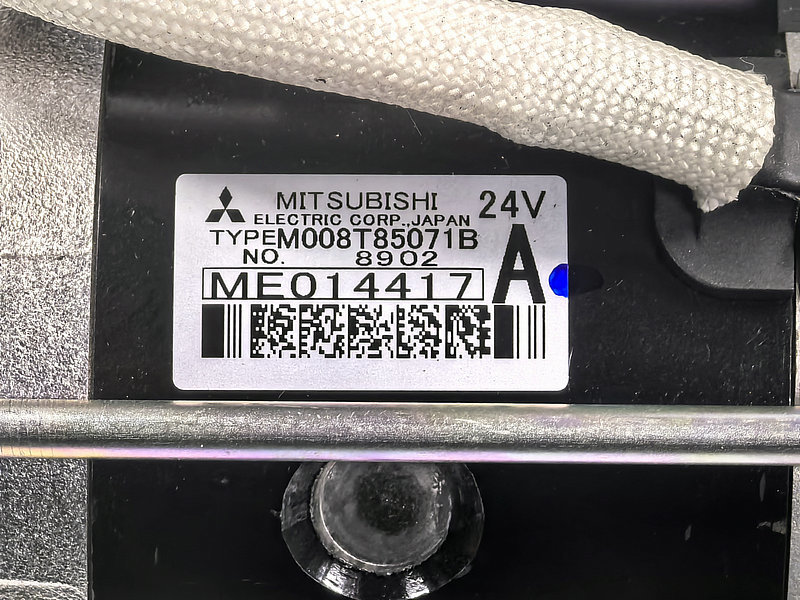 MITSUBISHI 24V
ELECTRIC CORP., JAPAN
TYPE M008T85071B
NO. 8902
ME014417 A